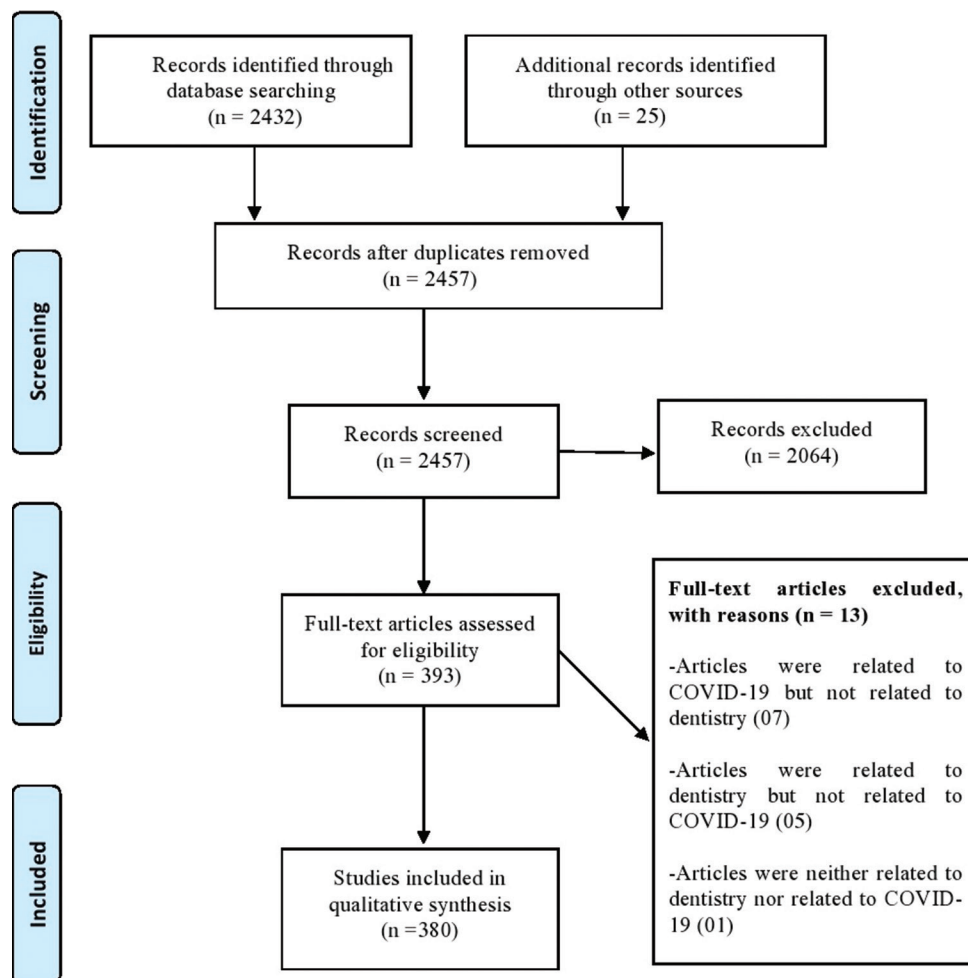 Identification
Records identified through
database searching
(n = 2432)
Additional records identified
through other sources
(n = 25)
Screening
Records after duplicates removed
(n = 2457)
Records screened
(n = 2457)
Records excluded
(n = 2064)
Eligibility
Full-text articles assessed
for eligibility
(n = 393)
Full-text articles excluded,
with reasons (n = 13)
-Articles were related to
COVID-19 but not related to
dentistry (07)
-Articles were related to
dentistry but not related to
COVID-19 (05)
-Articles were neither related to
dentistry nor related to COVID-
19 (01)
Included
Studies included in
qualitative synthesis
(n =380)